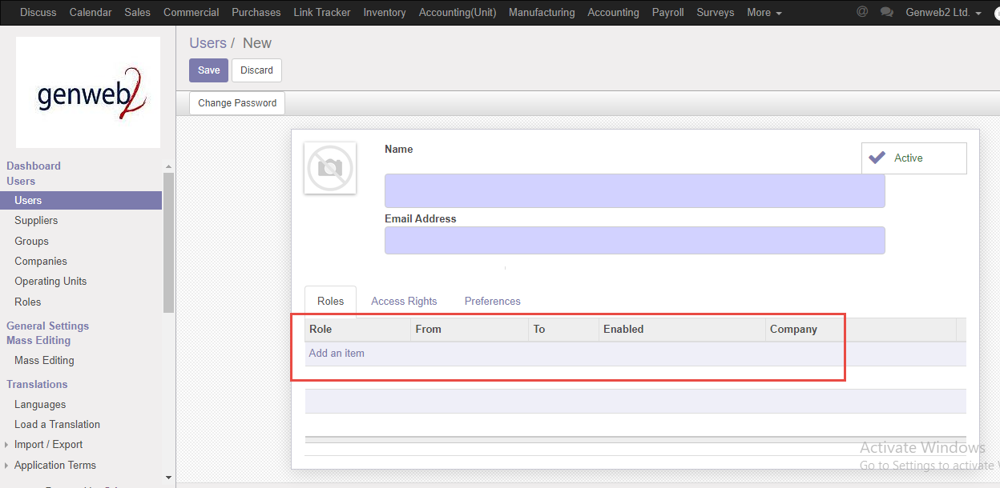 Discuss Calendar Sales Commercial Purchases Link Tracker Inventory Accounting(Unit) Manufacturing Accounting Payroll Surveys More @ Genweb2 Ltd.
genweb2
Users / New
Save Discard
Change Password
Dashboard
Users
Users
Suppliers
Groups
Companies
Operating Units
Roles
General Settings
Mass Editing
Mass Editing
Translations
Languages
Load a Translation
Import / Export
Application Terms
Name
Active
Email Address
Roles Access Rights Preferences
Role From To Enabled Company
Add an item
Activate Windows
Go to Settings to activate